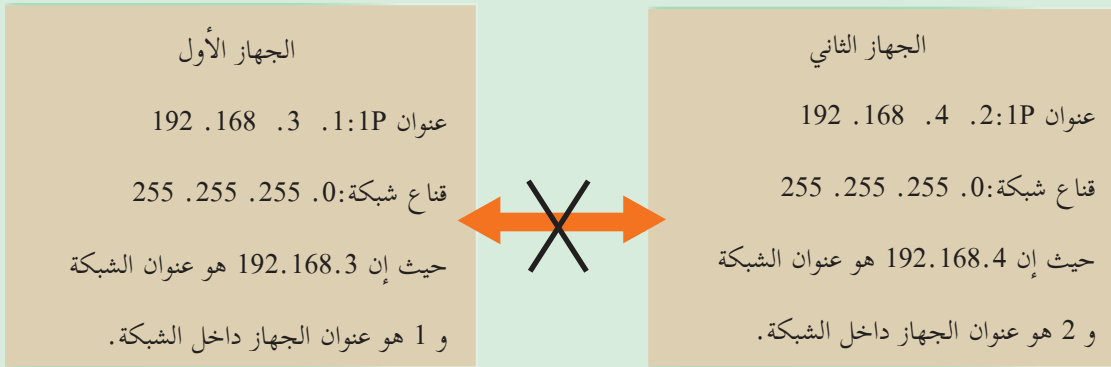 الجهاز الثاني
عنوان 1P:‏2. 4. 168. 192
قناع شبكة:0. 255. 255. 255
حيث إن 192.168.4 هو عنوان الشبكة
و 2 هو عنوان الجهاز داخل الشبكة.
الجهاز الأول
عنوان 1P:‏1. 3. 168. 192
قناع شبكة:0. 255. 255. 255
حيث إن 192.168.3 هو عنوان الشبكة
و 1 هو عنوان الجهاز داخل الشبكة.